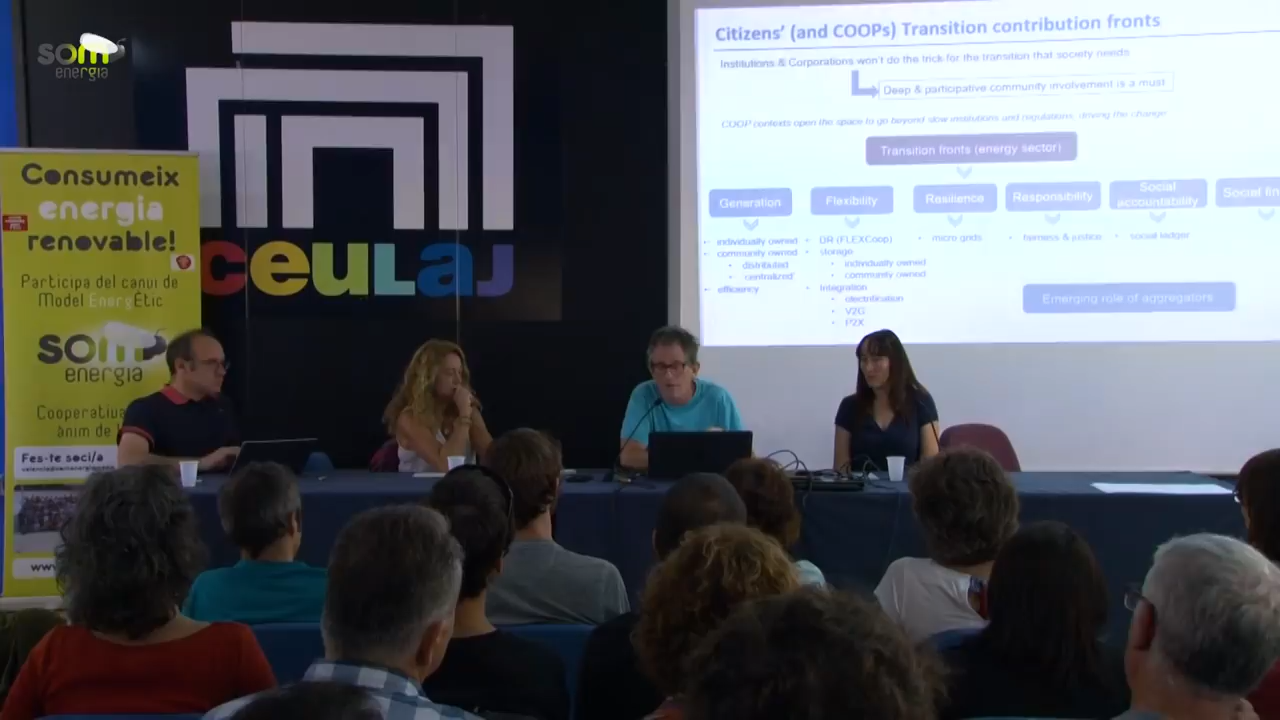 som
energia
Consumeix
energia
renovable!
Participa del canvi de
Model EnergÈtic
som
energia
Cooperativa
ànim de
Fes-te soci/a
www
ceulaj
Citizens' (and COOPs) Transition contribution fronts
Institutions & Corporations won't do the trick for the transition that society needs
Deep & participative community involvement is a must
COOP contexts open the space to go beyond slow institutions and regulations, driving the change
Transition fronts (energy sector)
Generation
Flexibility
Resilience
Responsibility
Social
accountability
Social fin
• individually owned
• community owned
• distributed
• centralized
• efficiency
• DR (FLEXCoop)
• storage
• individually owned
• community owned
• Integration
• electrification
• V2G
• P2X
• micro grids
• fairness & justice
• social ledger
Emerging role of aggregators